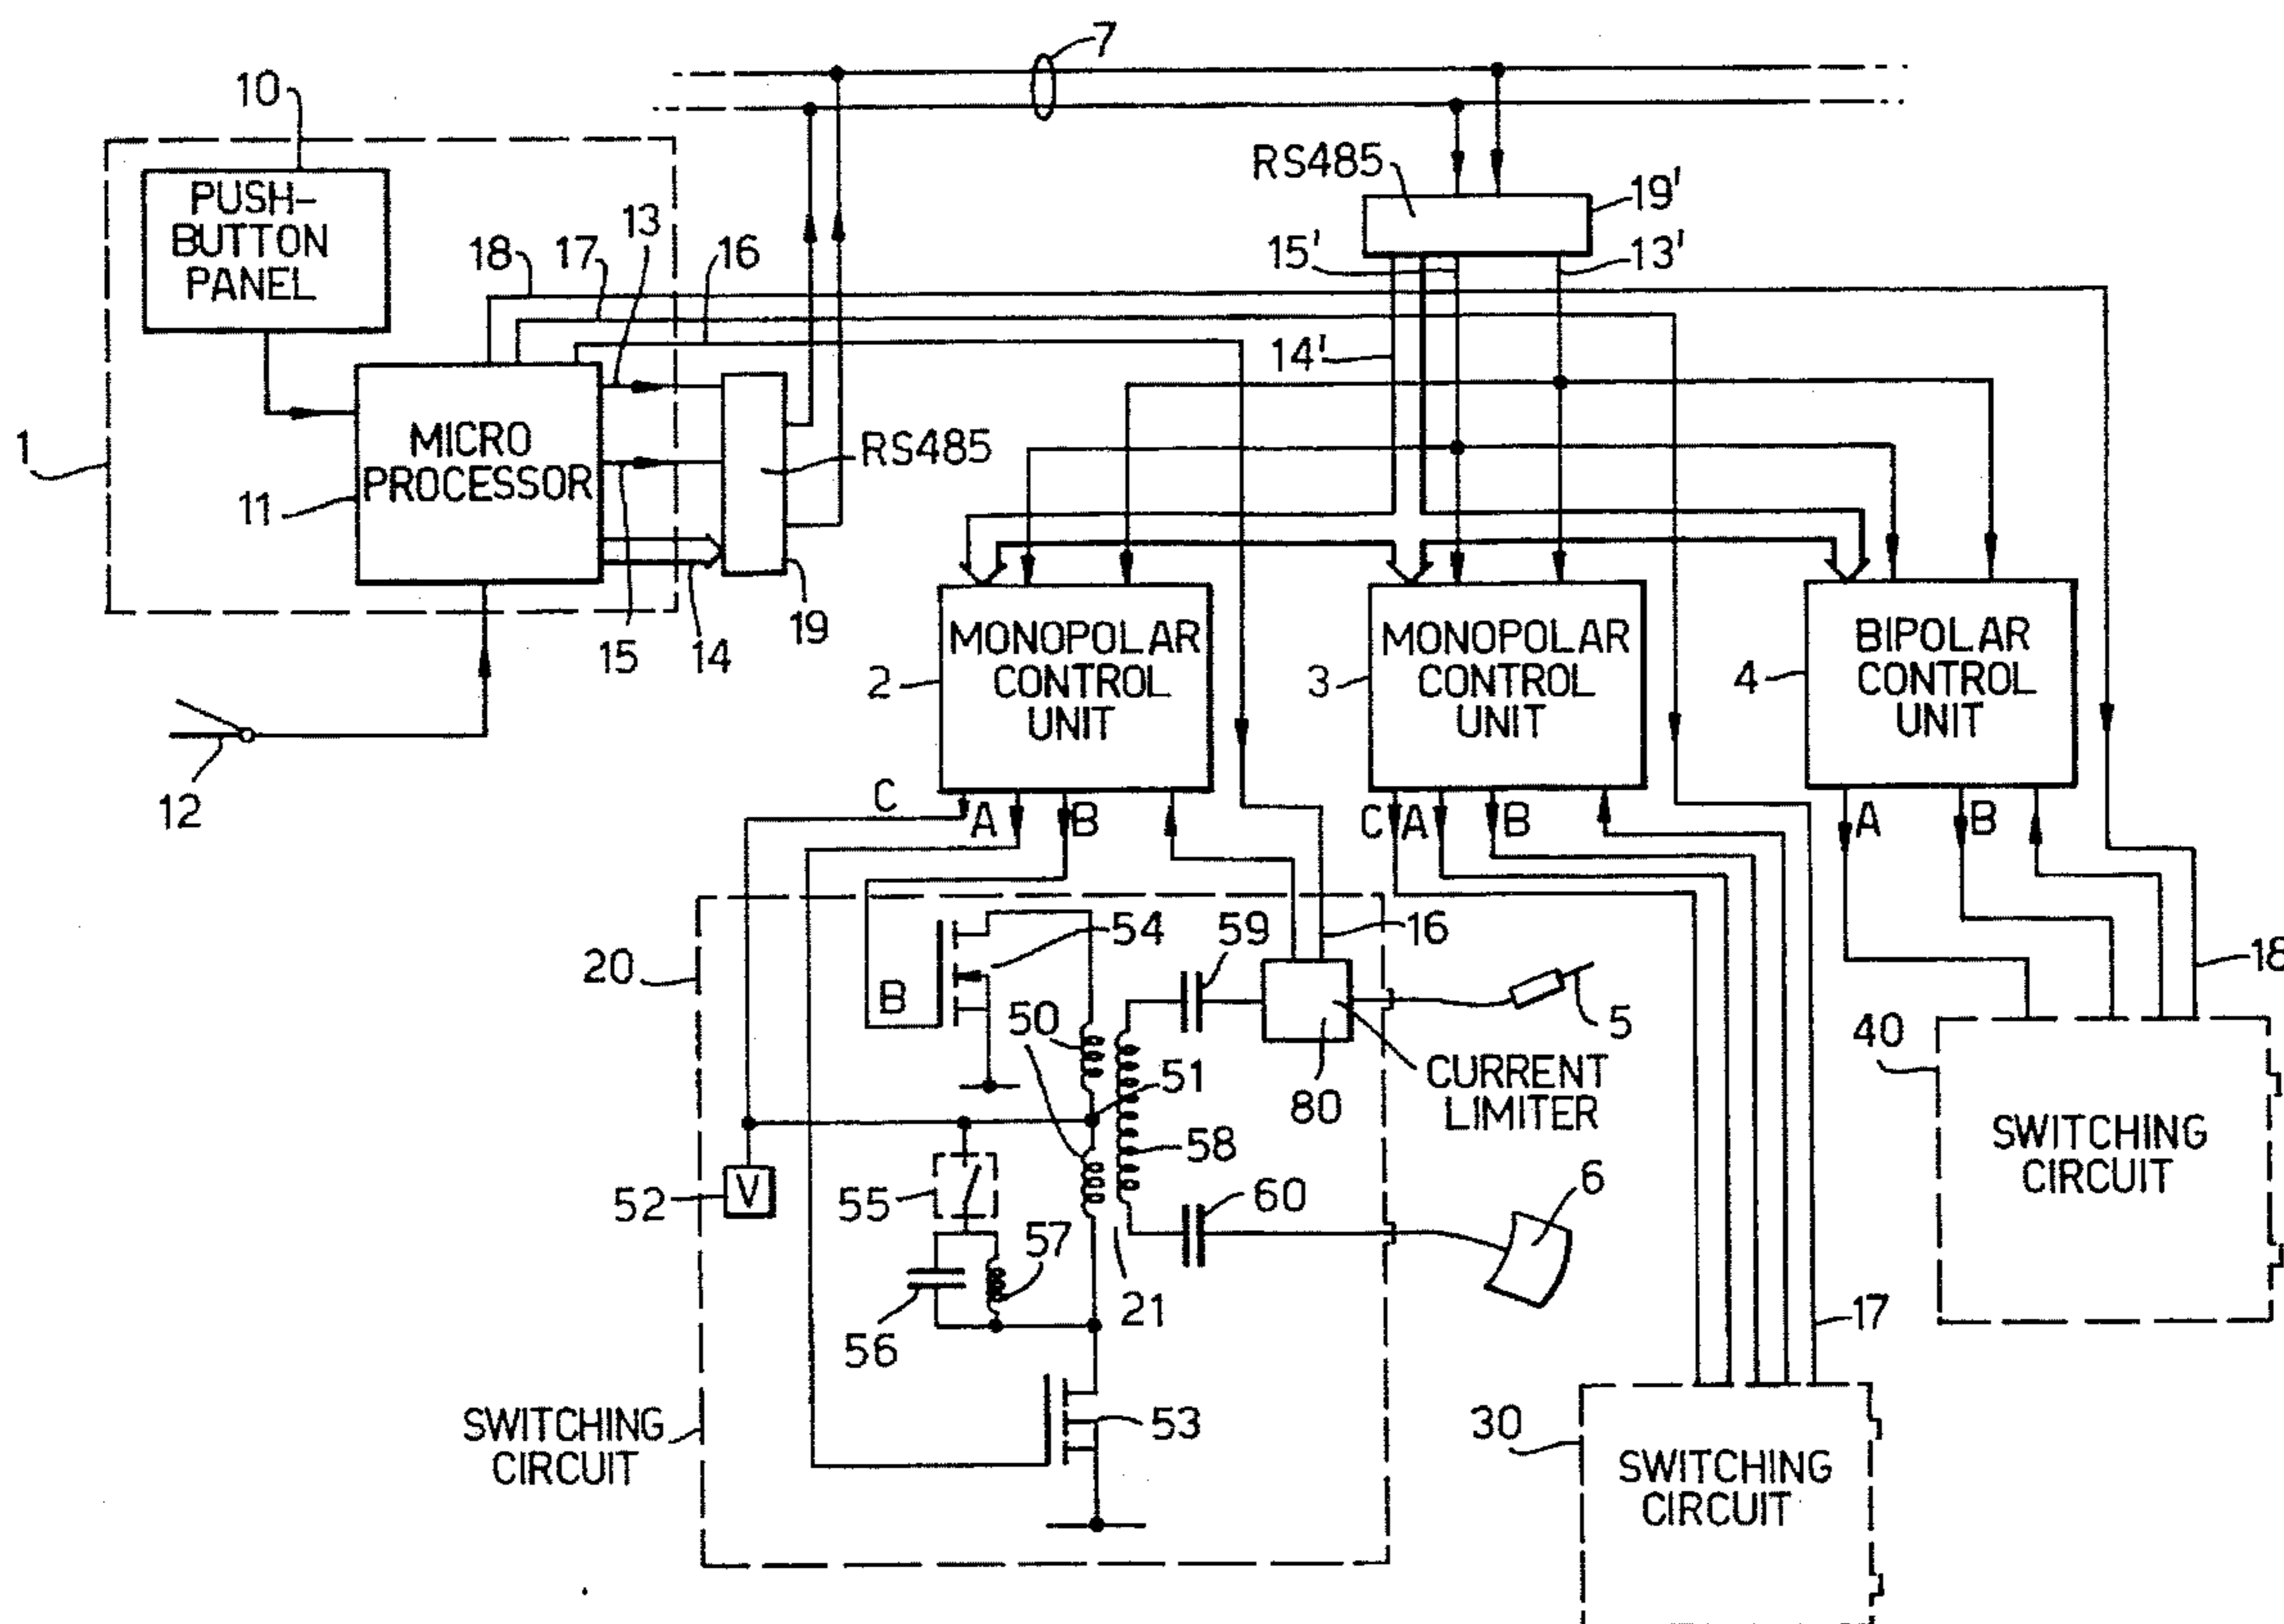 7
10
PUSH-
BUTTON
PANEL
RS485
19'
13
18
17
16
15'
13'
14'
1
MICRO
PROCESSOR
11
RS485
15
14
19
12
2
MONOPOLAR
CONTROL
UNIT
3
MONOPOLAR
CONTROL
UNIT
4
BIPOLAR
CONTROL
UNIT
C
A
B
C
A
B
A
B
20
54
59
16
18
B
50
5
51
80
CURRENT
LIMITER
40
SWITCHING
CIRCUIT
58
52
V
55
60
6
57
56
21
17
SWITCHING
CIRCUIT
53
30
SWITCHING
CIRCUIT